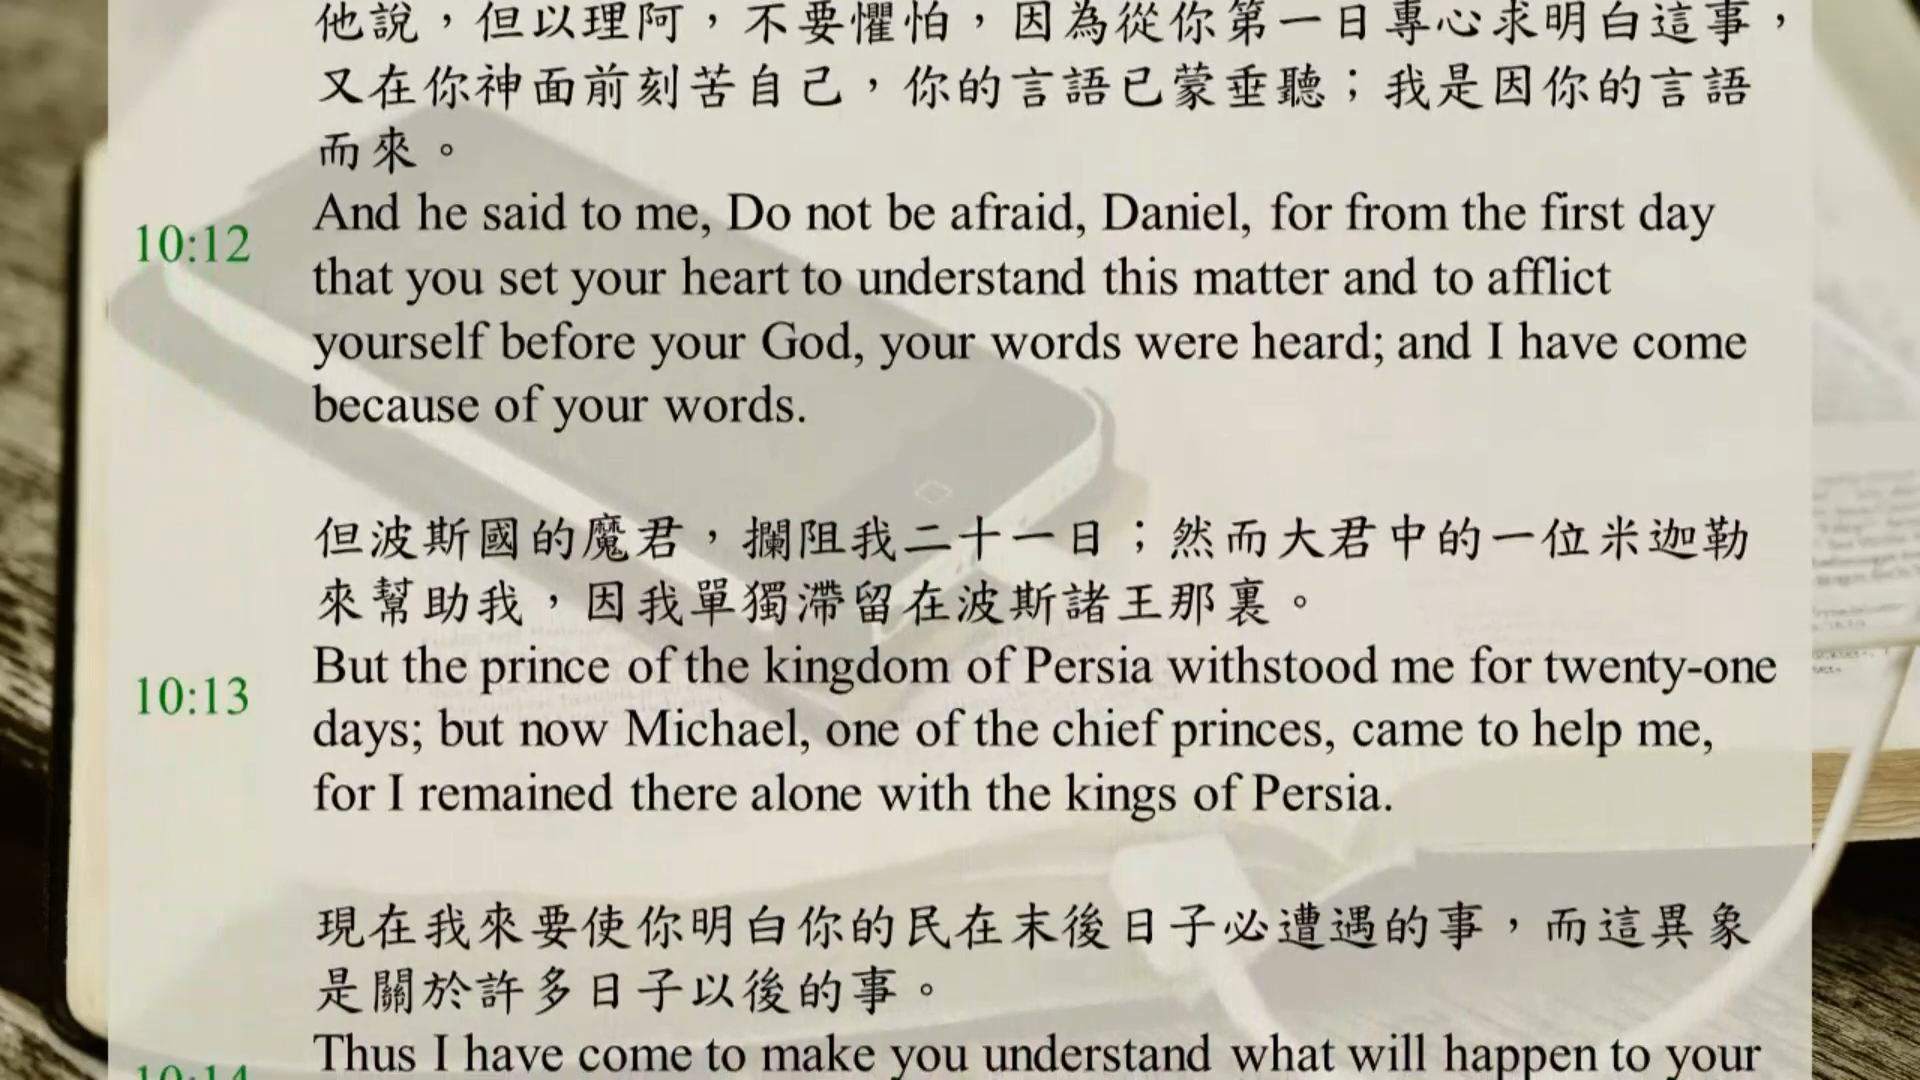 他說，但以理阿，不要懼怕，因為從你第一日專心求明白這事，
又在你神面前刻苦自己，你的言語已蒙垂聽；我是因你的言語
而來。
10:12
And he said to me, Do not be afraid, Daniel, for from the first day
that you set your heart to understand this matter and to afflict
yourself before your God, your words were heard; and I have come
because of your words.
但波斯國的魔君，攔阻我二十一日；然而大君中的一位米迦勒
來幫助我，因我單獨滯留在波斯諸王那裏。
10:13
But the prince of the kingdom of Persia withstood me for twenty-one
days; but now Michael, one of the chief princes, came to help me,
for I remained there alone with the kings of Persia.
現在我來要使你明白你的民在末後日子必遭遇的事，而這異象
是關於許多日子以後的事。
10:14
Thus I have come to make you understand what will happen to your